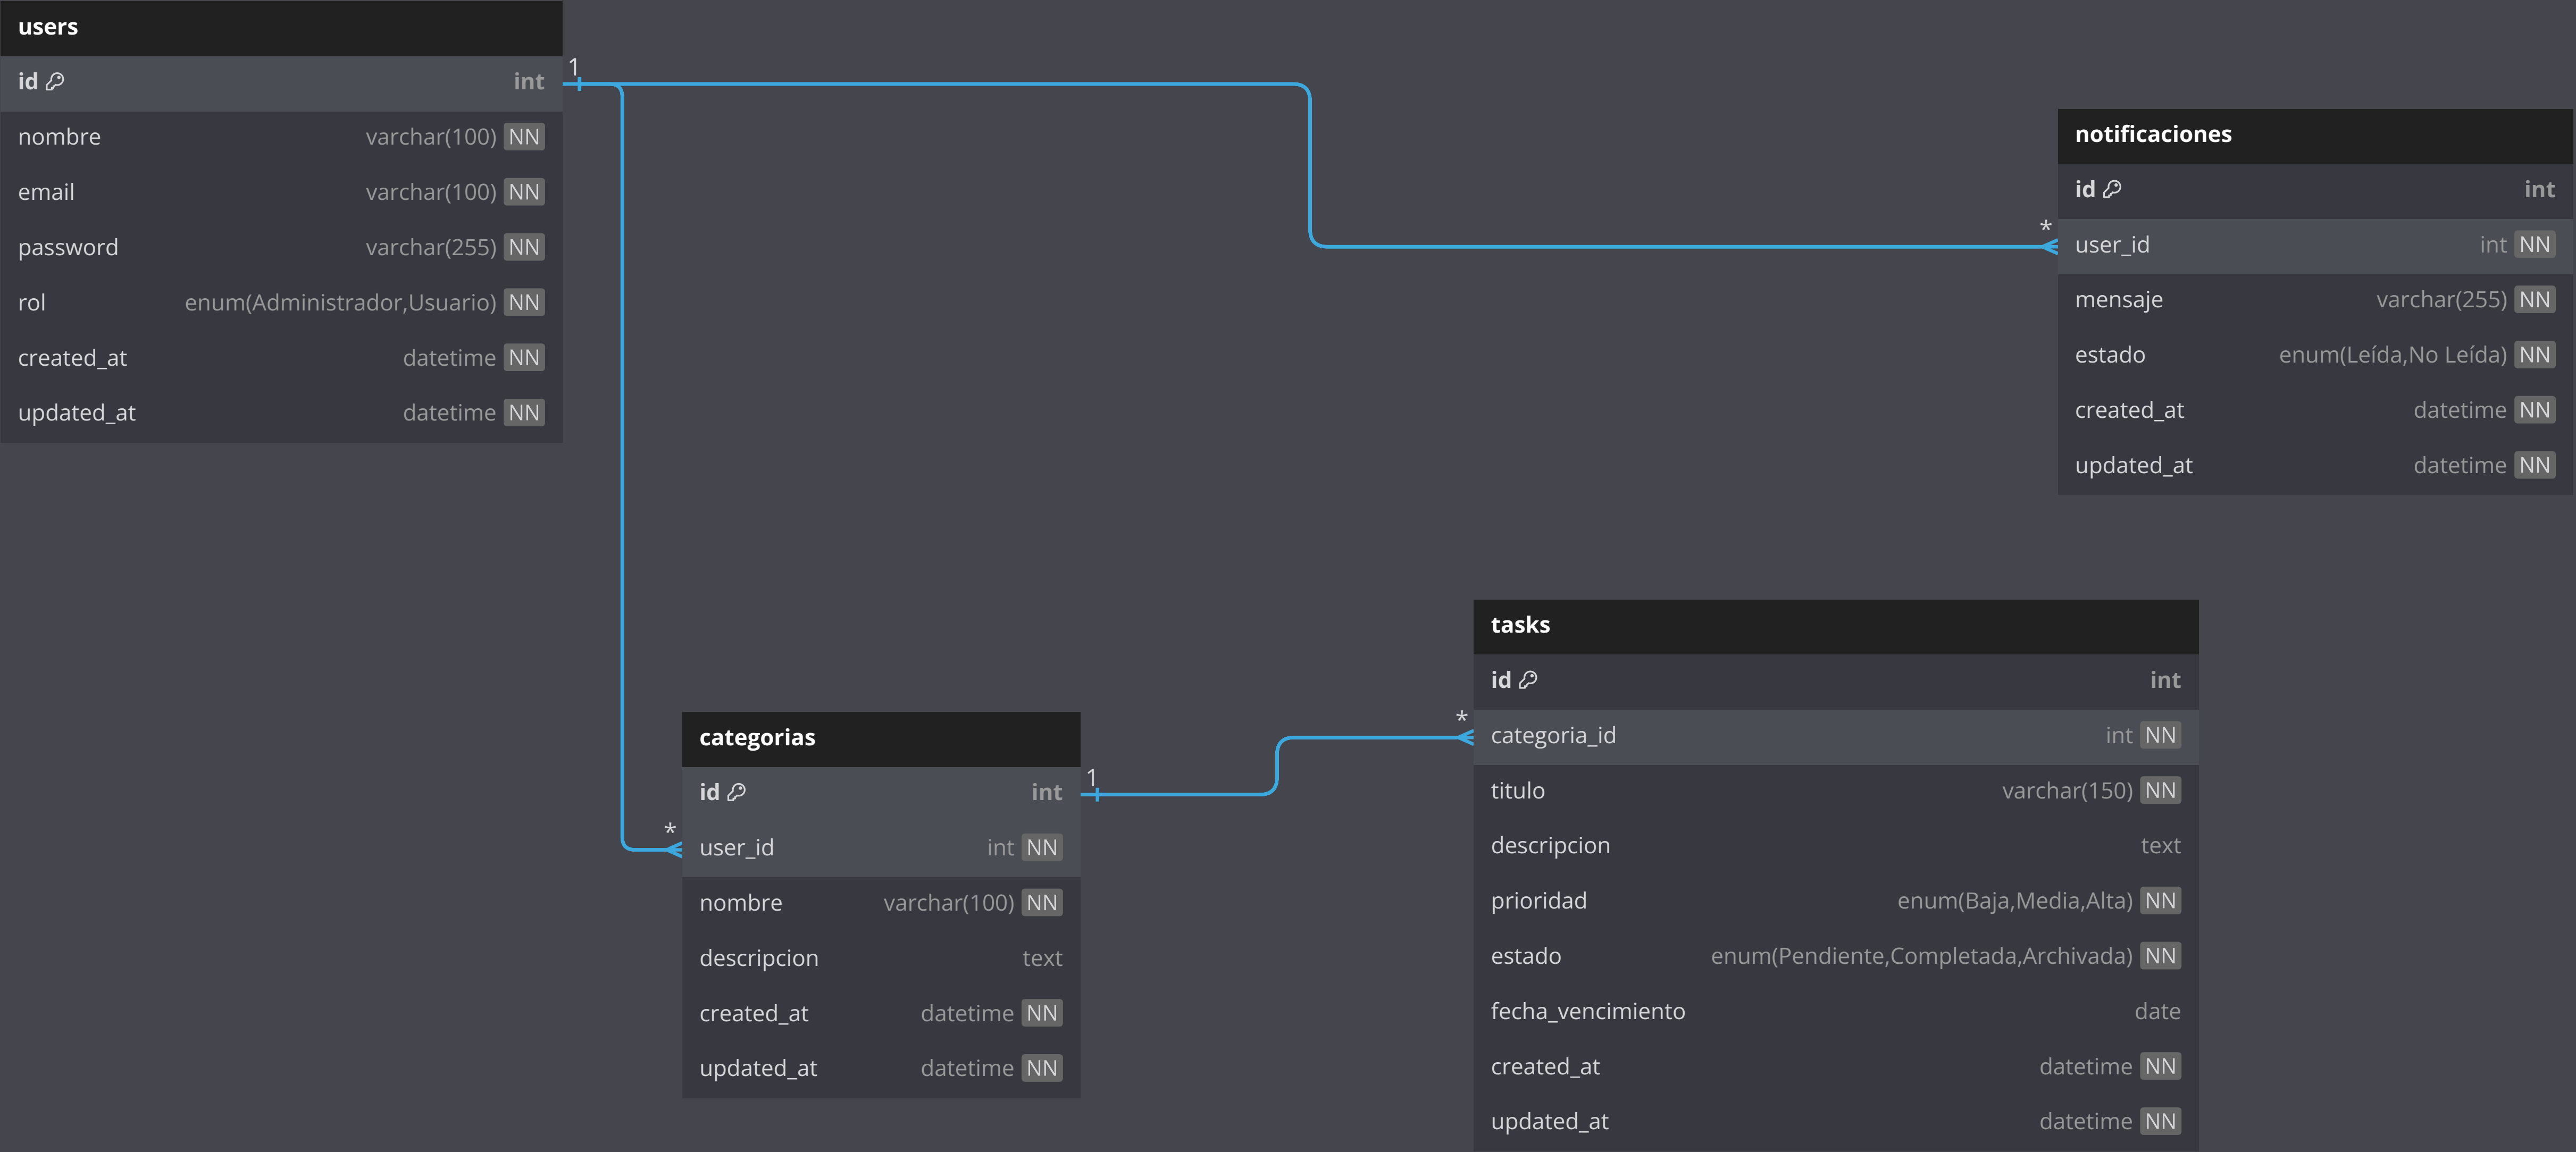 users
id int
nombre varchar(100) NN
email varchar(100) NN
password varchar(255) NN
rol enum(Administrador,Usuario) NN
created_at datetime NN
updated_at datetime NN
1
notificaciones
id int
*
user_id int NN
mensaje varchar(255) NN
estado enum(Leída,No Leída) NN
created_at datetime NN
updated_at datetime NN
categorias
id int
1
*
user_id int NN
nombre varchar(100) NN
descripcion text
created_at datetime NN
updated_at datetime NN
tasks
id int
*
categoria_id int NN
titulo varchar(150) NN
descripcion text
prioridad enum(Baja,Media,Alta) NN
estado enum(Pendiente,Completada,Archivada) NN
fecha_vencimiento date
created_at datetime NN
updated_at datetime NN